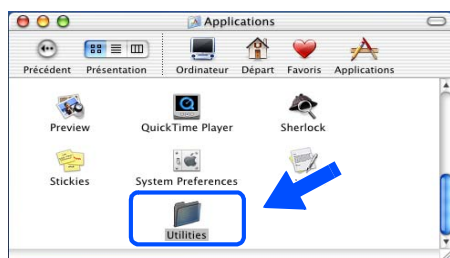 Applications
Précédent Présentation Ordinateur Départ Favoris Applications
Preview QuickTime Player Sherlock
Stickies System Preferences
Utilities